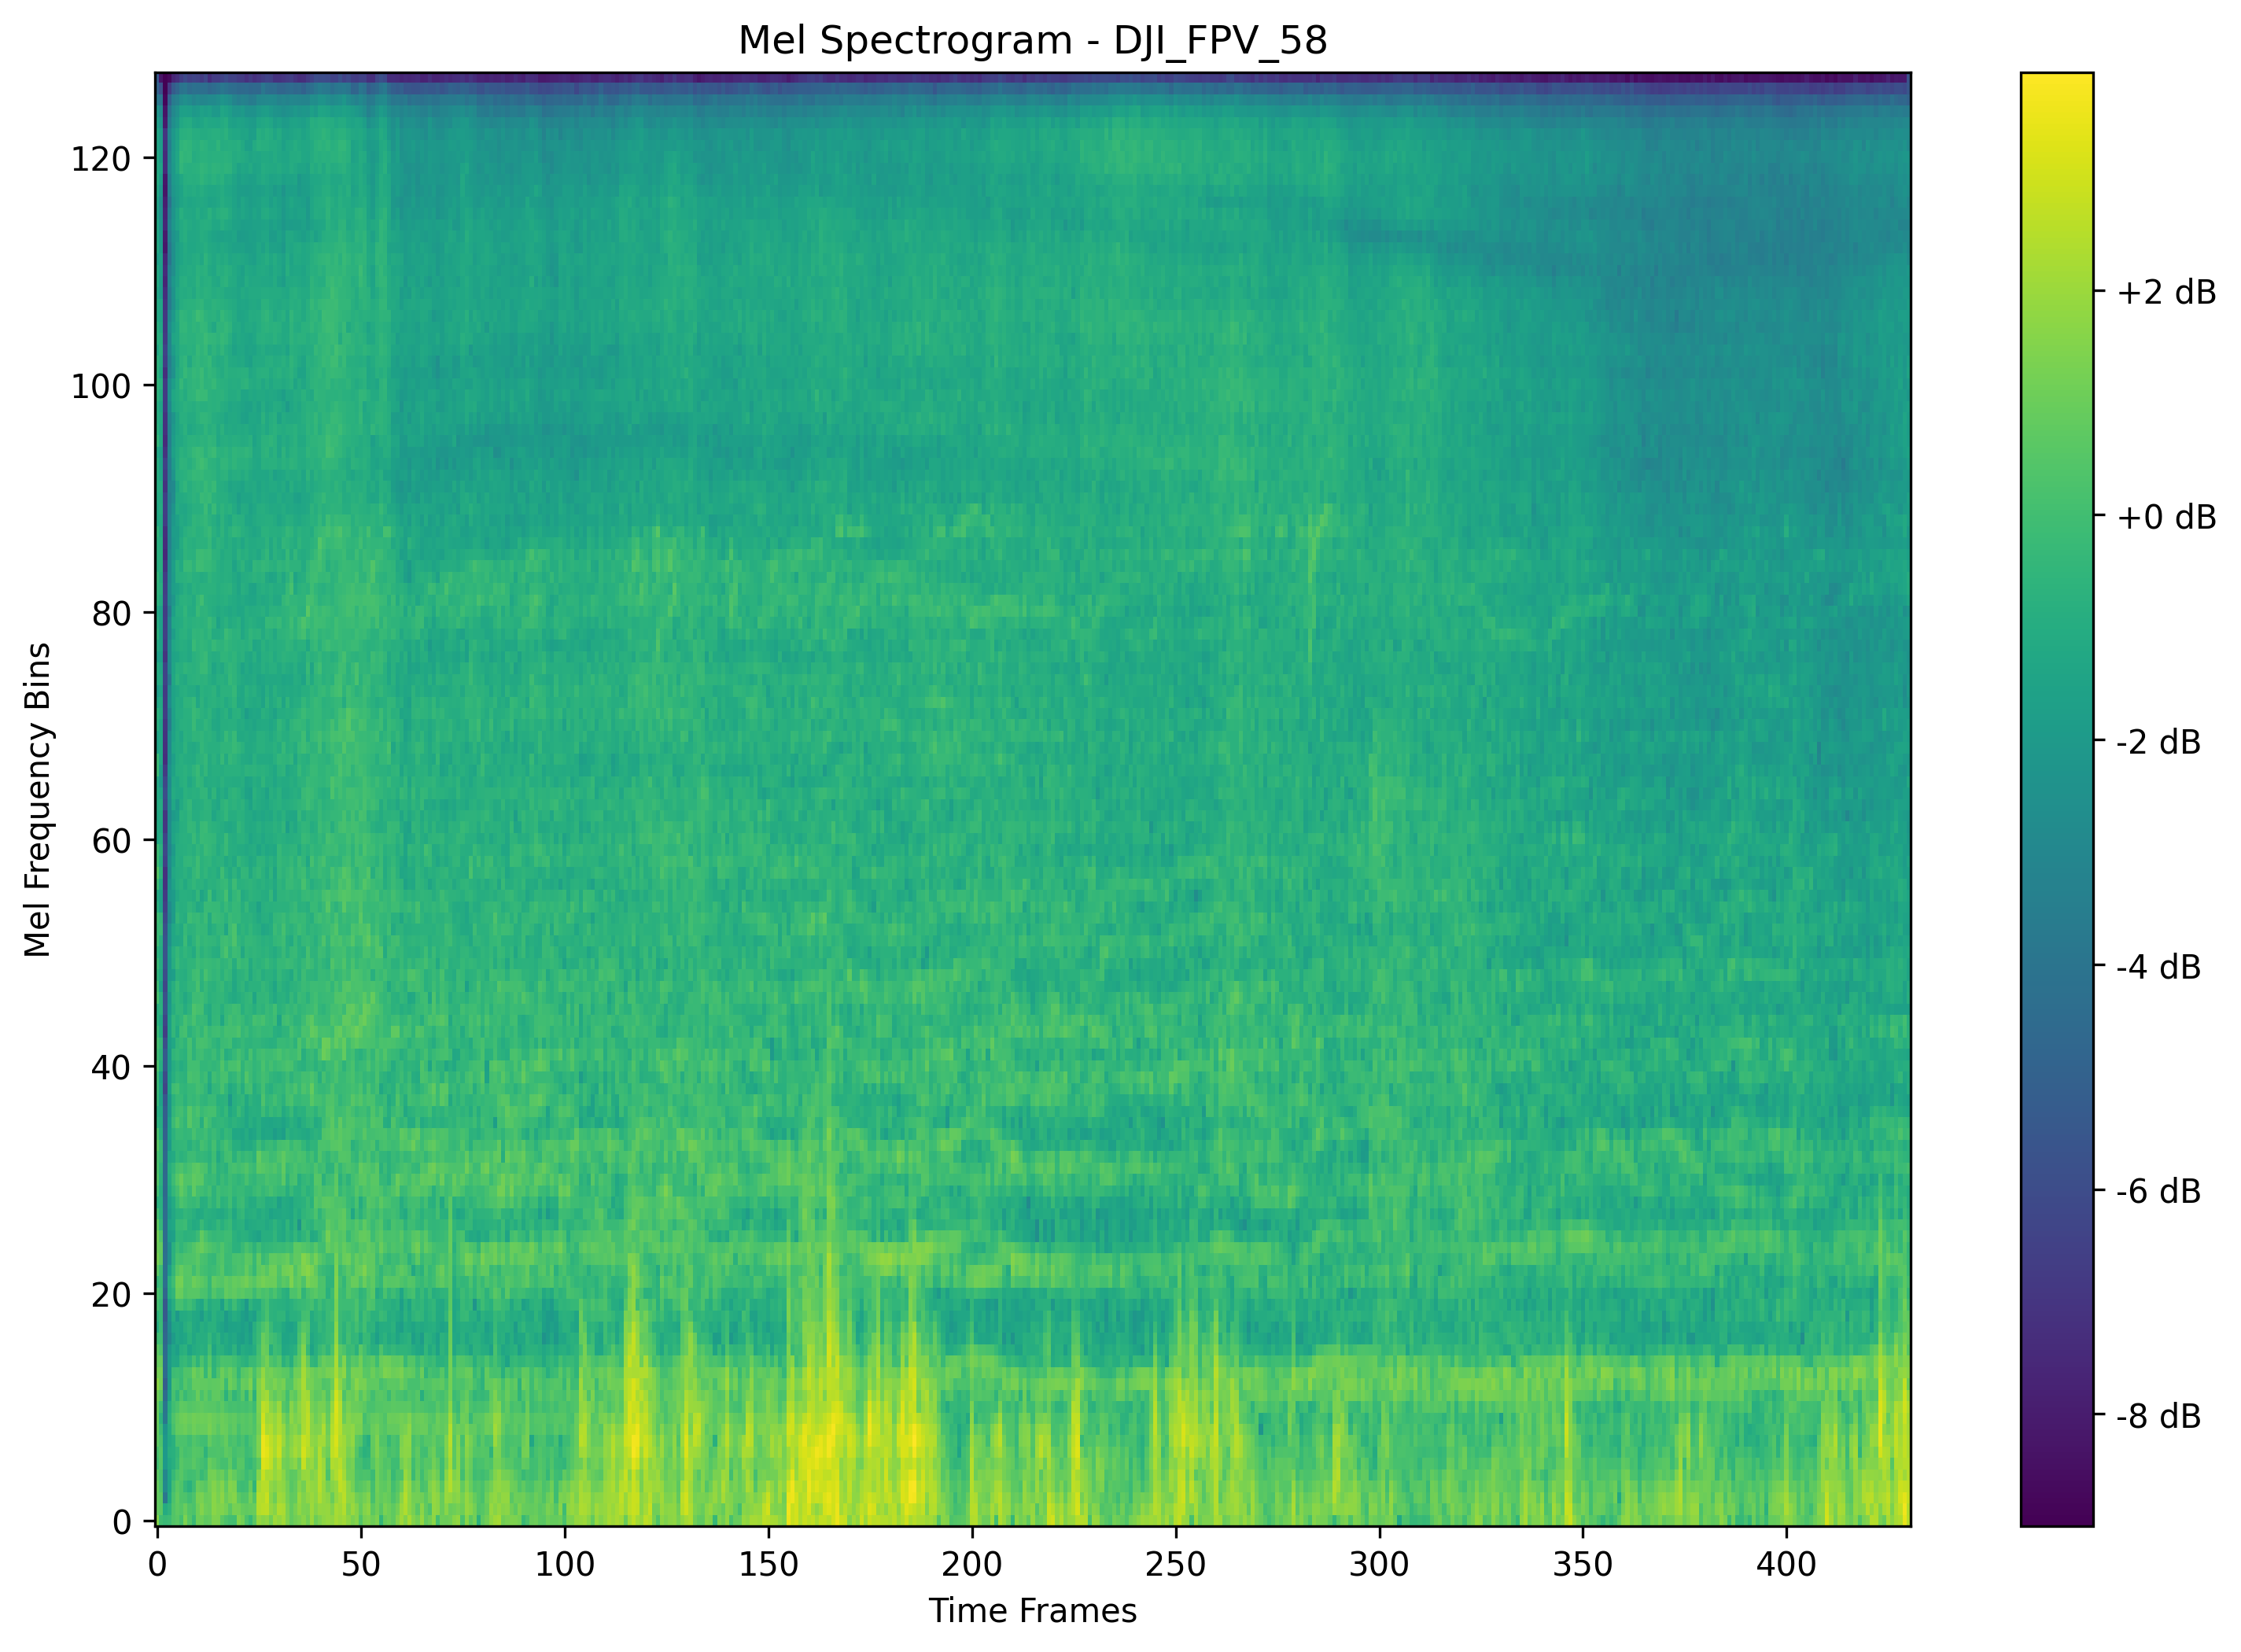 Mel Spectrogram - DJI_FPV_58
Mel Frequency Bins
120
100
80
60
40
20
0
0 50 100 150 200 250 300 350 400
Time Frames
+2 dB
+0 dB
-2 dB
-4 dB
-6 dB
-8 dB